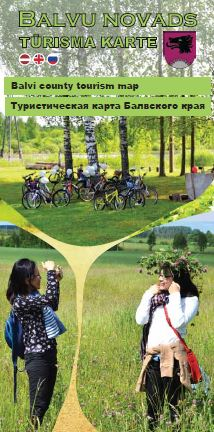 BALVU NOVADS
TŪRISMA KARTE
Balvi county tourism map
Туристическая карта Балвского края